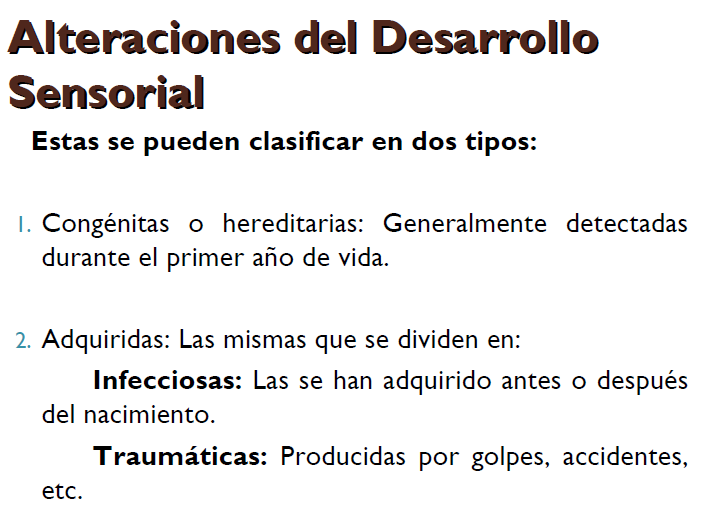 Alteraciones del Desarrollo
Sensorial
Estas se pueden clasificar en dos tipos:
1. Congénitas o hereditarias: Generalmente detectadas
durante el primer año de vida.
2. Adquiridas: Las mismas que se dividen en:
Infecciosas: Las se han adquirido antes o después
del nacimiento.
Traumáticas: Producidas por golpes, accidentes,
etc.